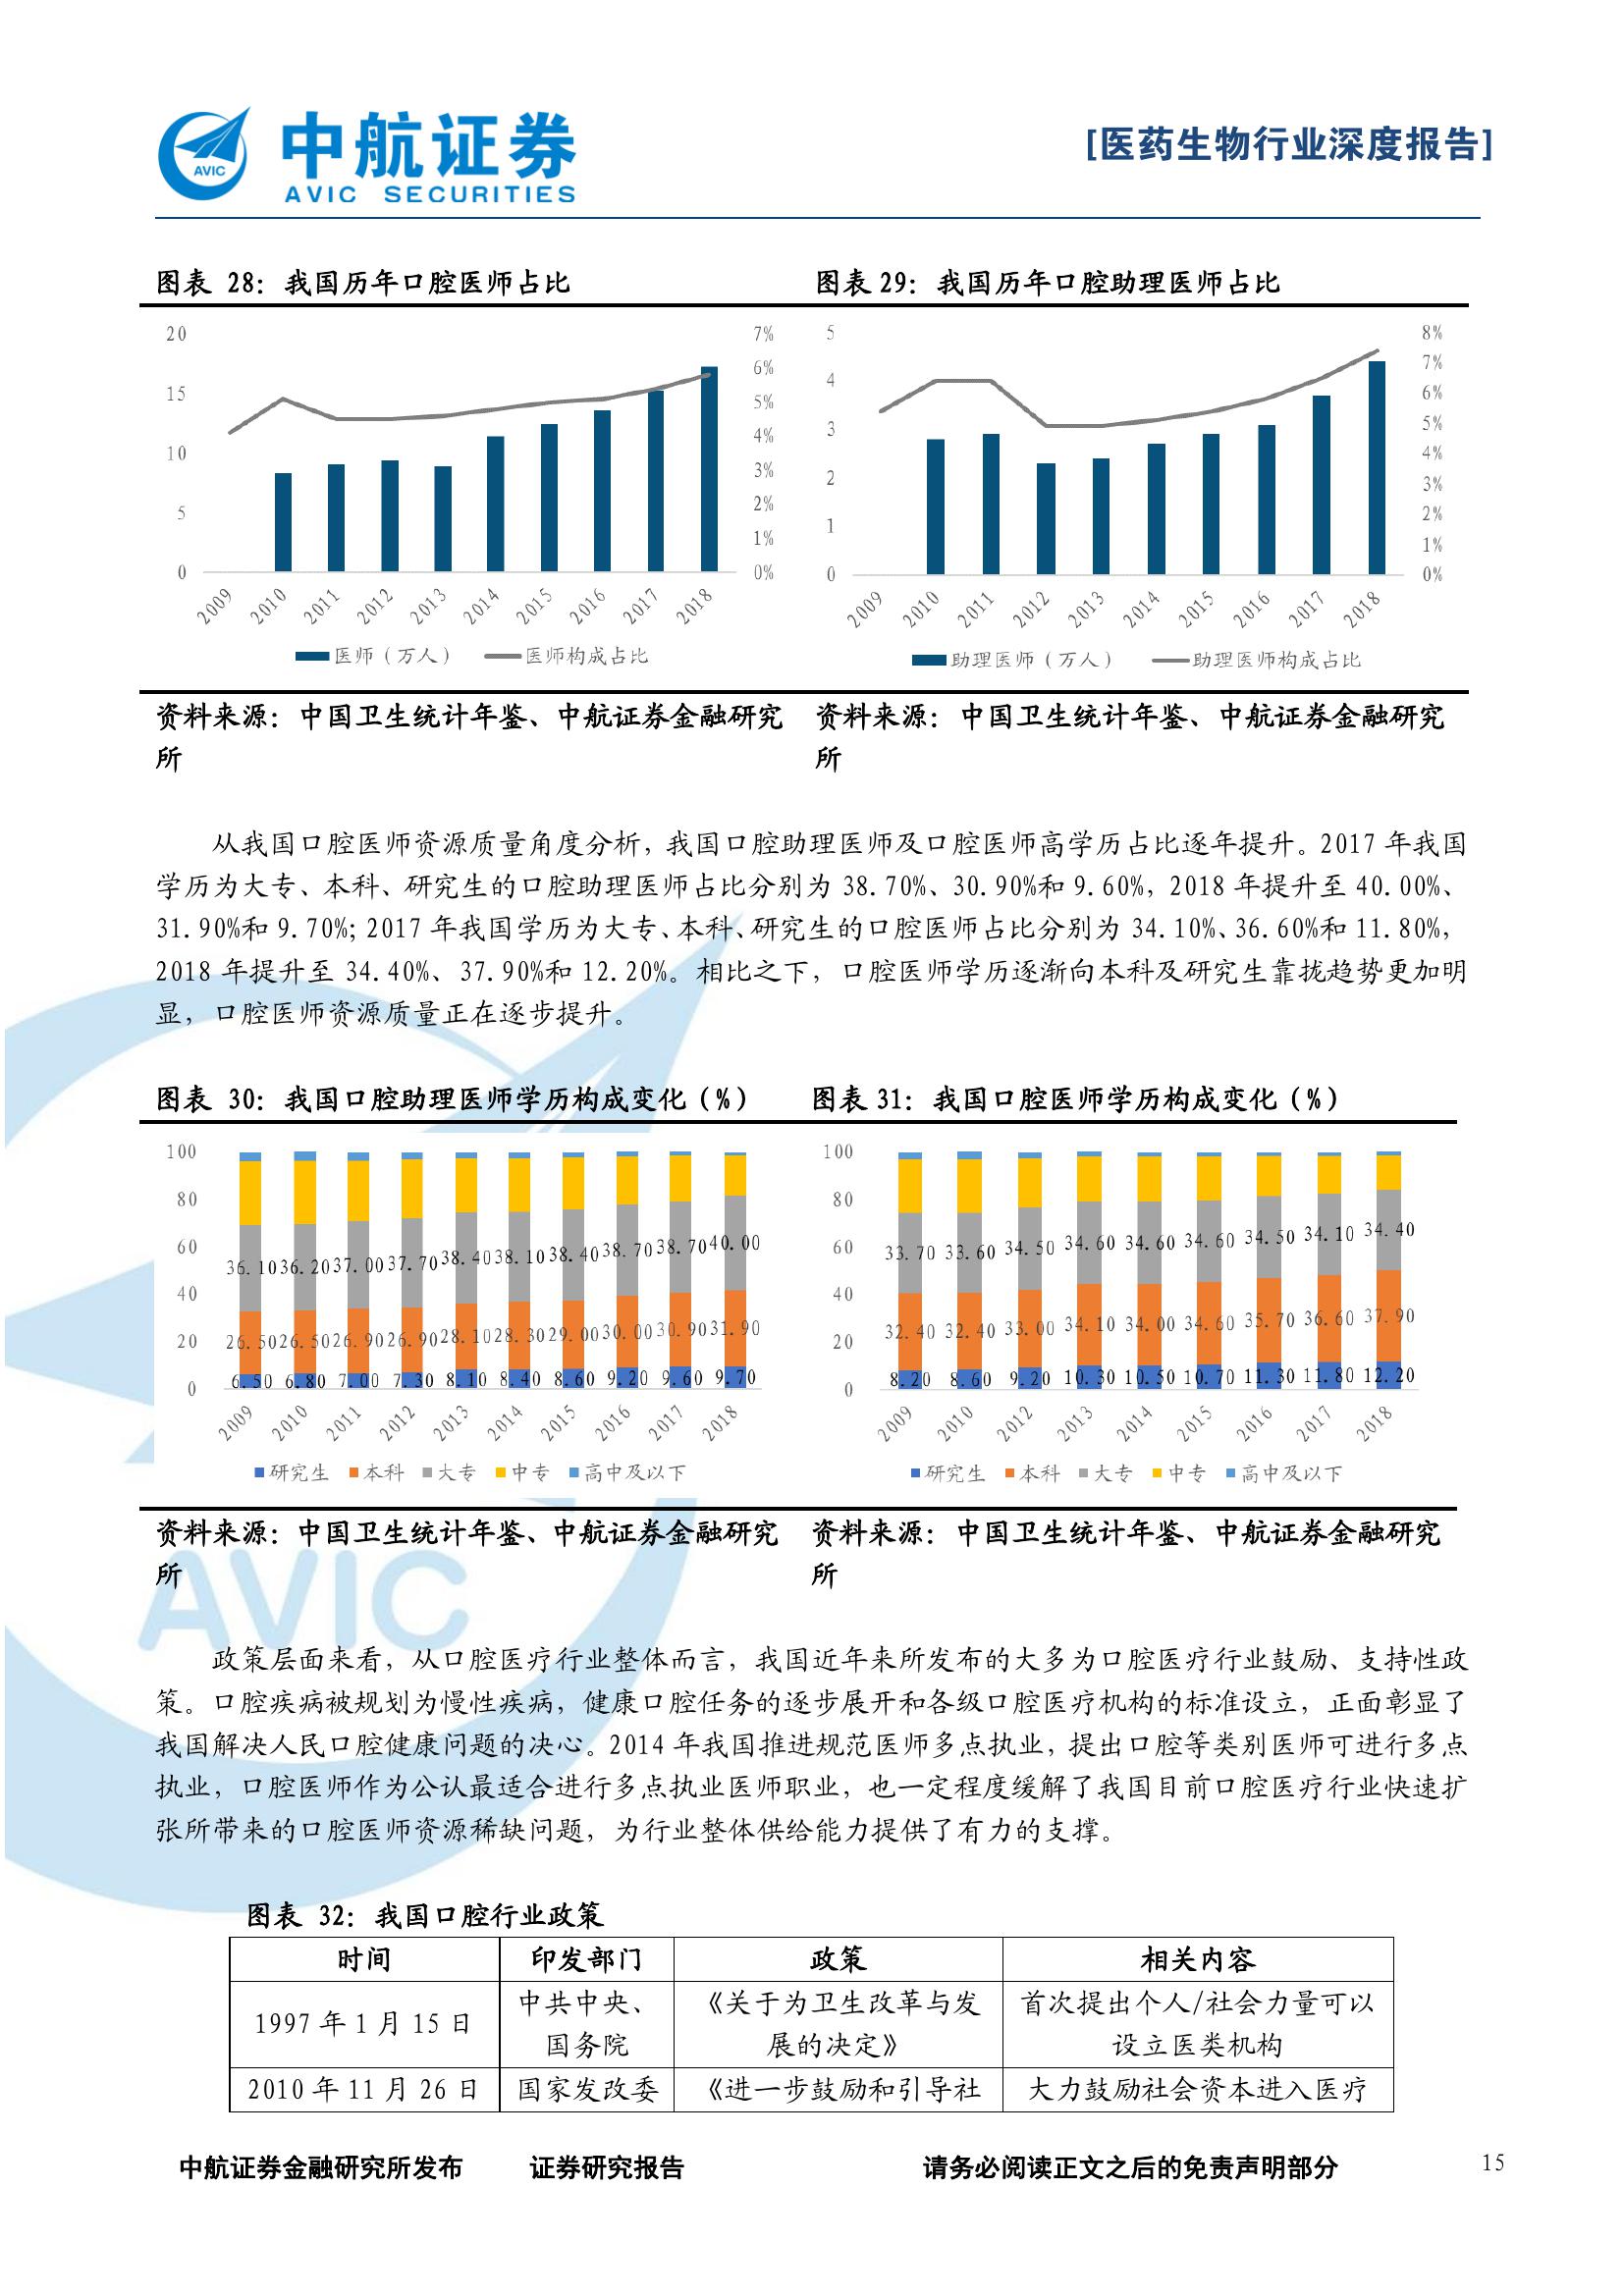 中航证券
AVIC SECURITIES
AVIC
[医药生物行业深度报告]
图表 28：我国历年口腔医师占比
20
15
10
5
0
7%
6%
5%
4%
3%
2%
1%
0%
2009 2010 2011 2012 2013 2014 2015 2016 2017 2018
医师（万人） 医师构成占比
图表 29：我国历年口腔助理医师占比
5
4
3
2
1
0
8%
7%
6%
5%
4%
3%
2%
1%
0%
2009 2010 2011 2012 2013 2014 2015 2016 2017 2018
助理医师（万人） 助理医师构成占比
资料来源：中国卫生统计年鉴、中航证券金融研究
所
资料来源：中国卫生统计年鉴、中航证券金融研究
所
从我国口腔医师资源质量角度分析，我国口腔助理医师及口腔医师高学历占比逐年提升。2017 年我国
学历为大专、本科、研究生的口腔助理医师占比分别为 38.70%、30.90%和 9.60%，2018 年提升至 40.00%、
31.90%和 9.70%；2017 年我国学历为大专、本科、研究生的口腔医师占比分别为 34.10%、36.60%和 11.80%，
2018 年提升至 34.40%、37.90%和 12.20%。相比之下，口腔医师学历逐渐向本科及研究生靠拢趋势更加明
显，口腔医师资源质量正在逐步提升。
图表 30：我国口腔助理医师学历构成变化（%）
100
80
60
40
20
0
36.10 36.20 37.00 37.70 38.40 38.10 38.40 38.70 38.70 40.00
26.50 26.50 26.90 26.90 28.10 28.30 29.00 30.00 30.90 31.90
6.50 6.80 7.00 7.30 8.10 8.40 8.60 9.20 9.60 9.70
2009 2010 2011 2012 2013 2014 2015 2016 2017 2018
研究生 本科 大专 中专 高中及以下
图表 31：我国口腔医师学历构成变化（%）
100
80
60
40
20
0
33.70 33.60 34.50 34.60 34.60 34.60 34.50 34.10 34.40
32.40 32.40 33.00 34.10 34.00 34.60 35.70 36.60 37.90
8.20 8.60 9.20 10.30 10.50 10.70 11.30 11.80 12.20
2009 2010 2012 2013 2014 2015 2016 2017 2018
研究生 本科 大专 中专 高中及以下
资料来源：中国卫生统计年鉴、中航证券金融研究
所
资料来源：中国卫生统计年鉴、中航证券金融研究
所
AVIC
政策层面来看，从口腔医疗行业整体而言，我国近年来所发布的大多为口腔医疗行业鼓励、支持性政
策。口腔疾病被规划为慢性疾病，健康口腔任务的逐步展开和各级口腔医疗机构的标准设立，正面彰显了
我国解决人民口腔健康问题的决心。2014 年我国推进规范医师多点执业，提出口腔等类别医师可进行多点
执业，口腔医师作为公认最适合进行多点执业医师职业，也一定程度缓解了我国目前口腔医疗行业快速扩
张所带来的口腔医师资源稀缺问题，为行业整体供给能力提供了有力的支撑。
图表 32：我国口腔行业政策
时间 印发部门 政策 相关内容
1997 年 1 月 15 日 中共中央、国务院 《关于为卫生改革与发展的决定》 首次提出个人/社会力量可以设立医类机构
2010 年 11 月 26 日 国家发改委 《进一步鼓励和引导社 大力鼓励社会资本进入医疗
中航证券金融研究所发布 证券研究报告 请务必阅读正文之后的免责声明部分 15